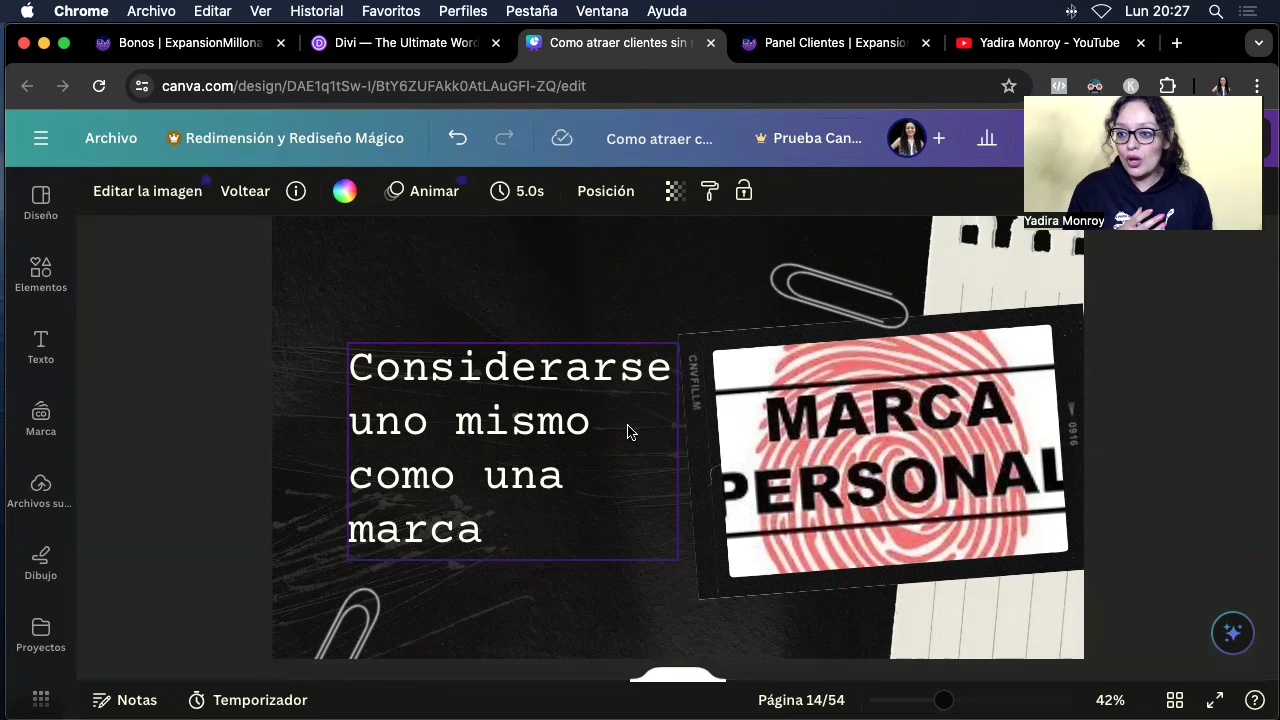 Chrome Archivo Editar Ver Historial Favoritos Perfiles Pestaña Ventana Ayuda Lun 20:27
Bonos | ExpansionMillona
Divi — The Ultimate Word
Como atraer clientes sin
Panel Clientes | Expansio
Yadira Monroy - YouTube
canva.com/design/DAE1q1tSw-I/BtY6ZUFAkk0AtLAuGFI-ZQ/edit
Archivo Redimensión y Rediseño Mágico Como atraer c... Prueba Can...
Editar la imagen Voltear Animar 5.0s Posición
Yadira Monroy
Diseño
Elementos
Texto
Marca
Archivos su...
Dibujo
Proyectos
Considerarse
uno mismo
como una
marca
CNVFILLM
MARCA
PERSONAL
0916
Notas Temporizador Página 14/54 42%